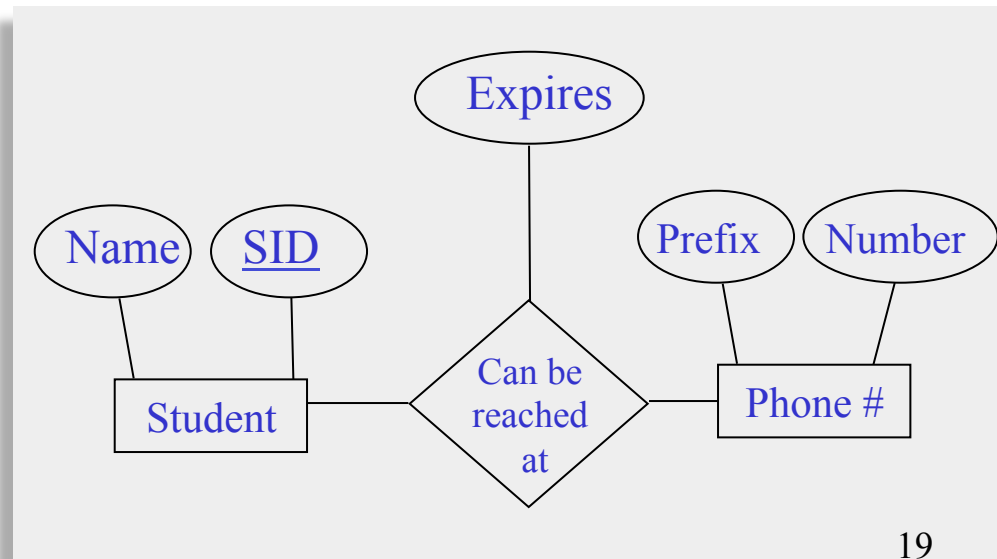 Expires
Name SID
Prefix Number
Can be
reached
at
Student
Phone #
19